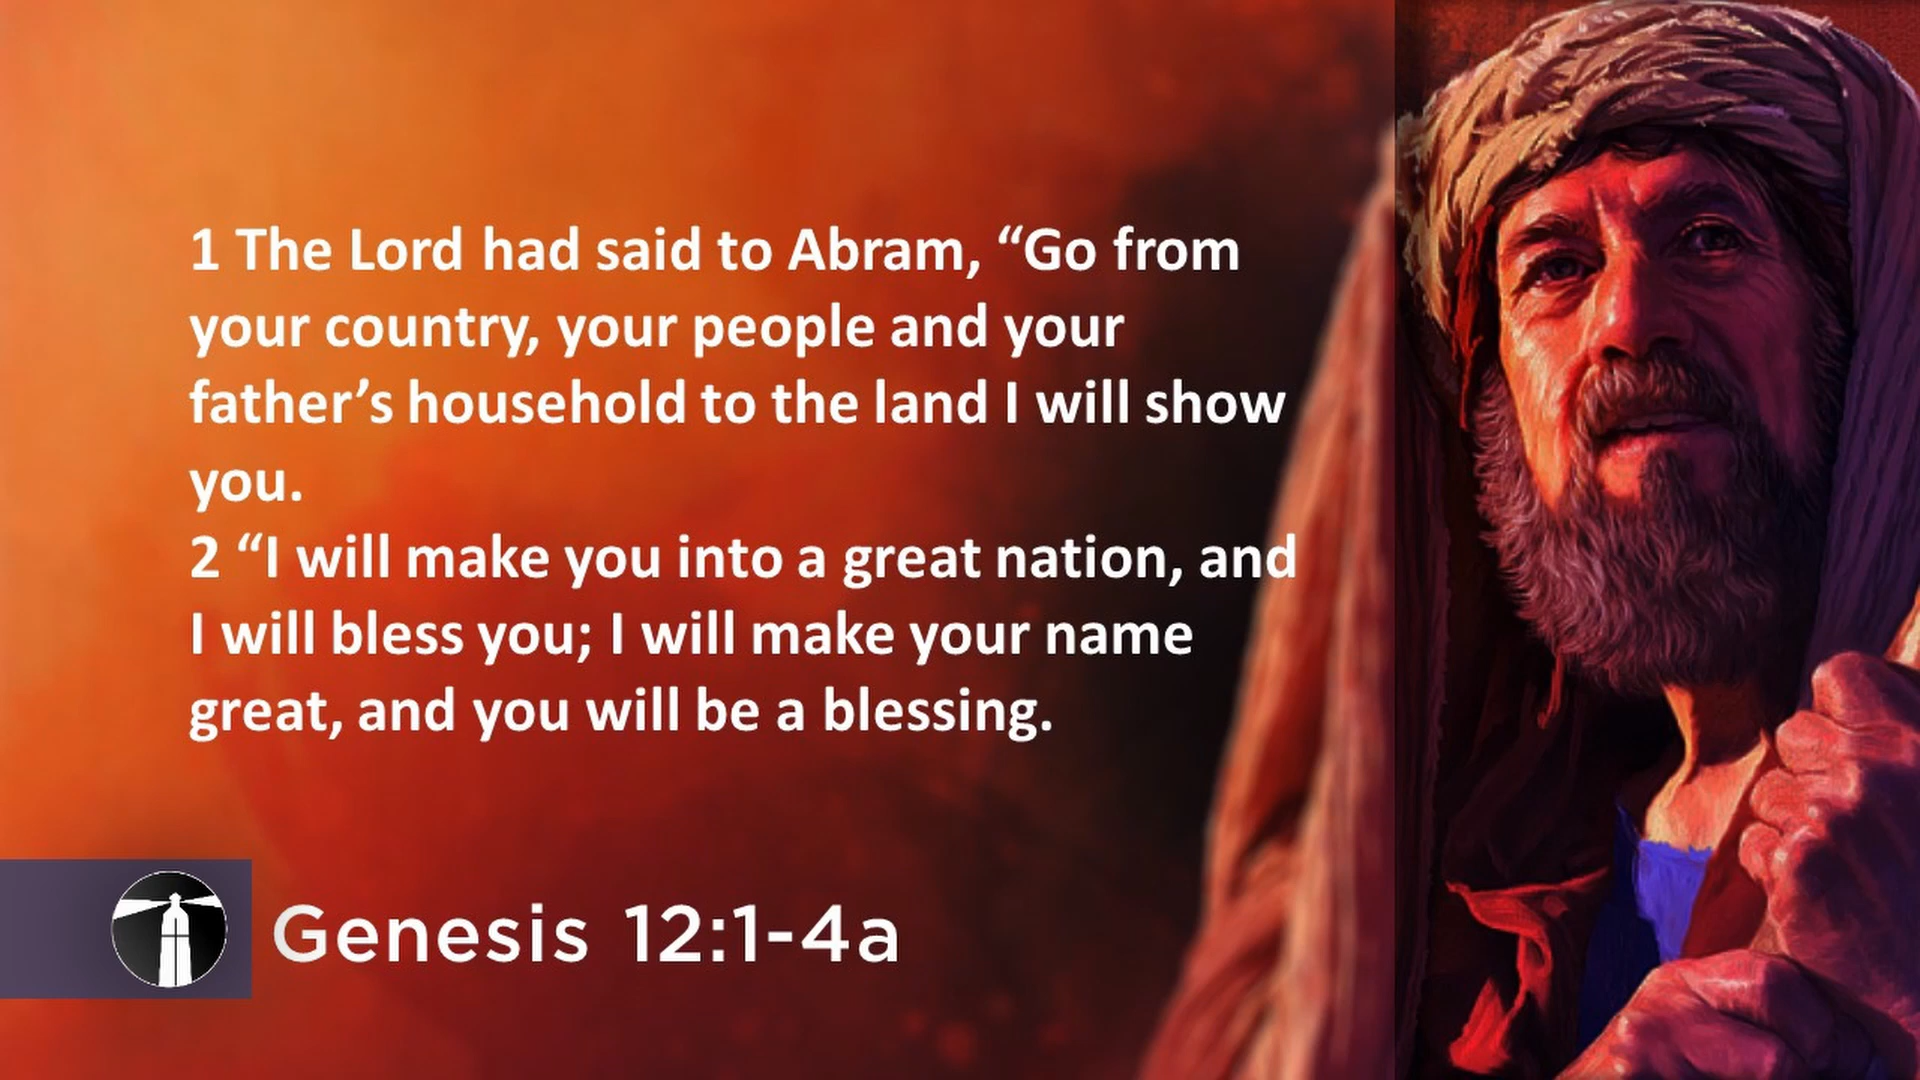 1 The Lord had said to Abram, “Go from
your country, your people and your
father’s household to the land I will show
you.
2 “I will make you into a great nation, and
I will bless you; I will make your name
great, and you will be a blessing.
Genesis 12:1-4a